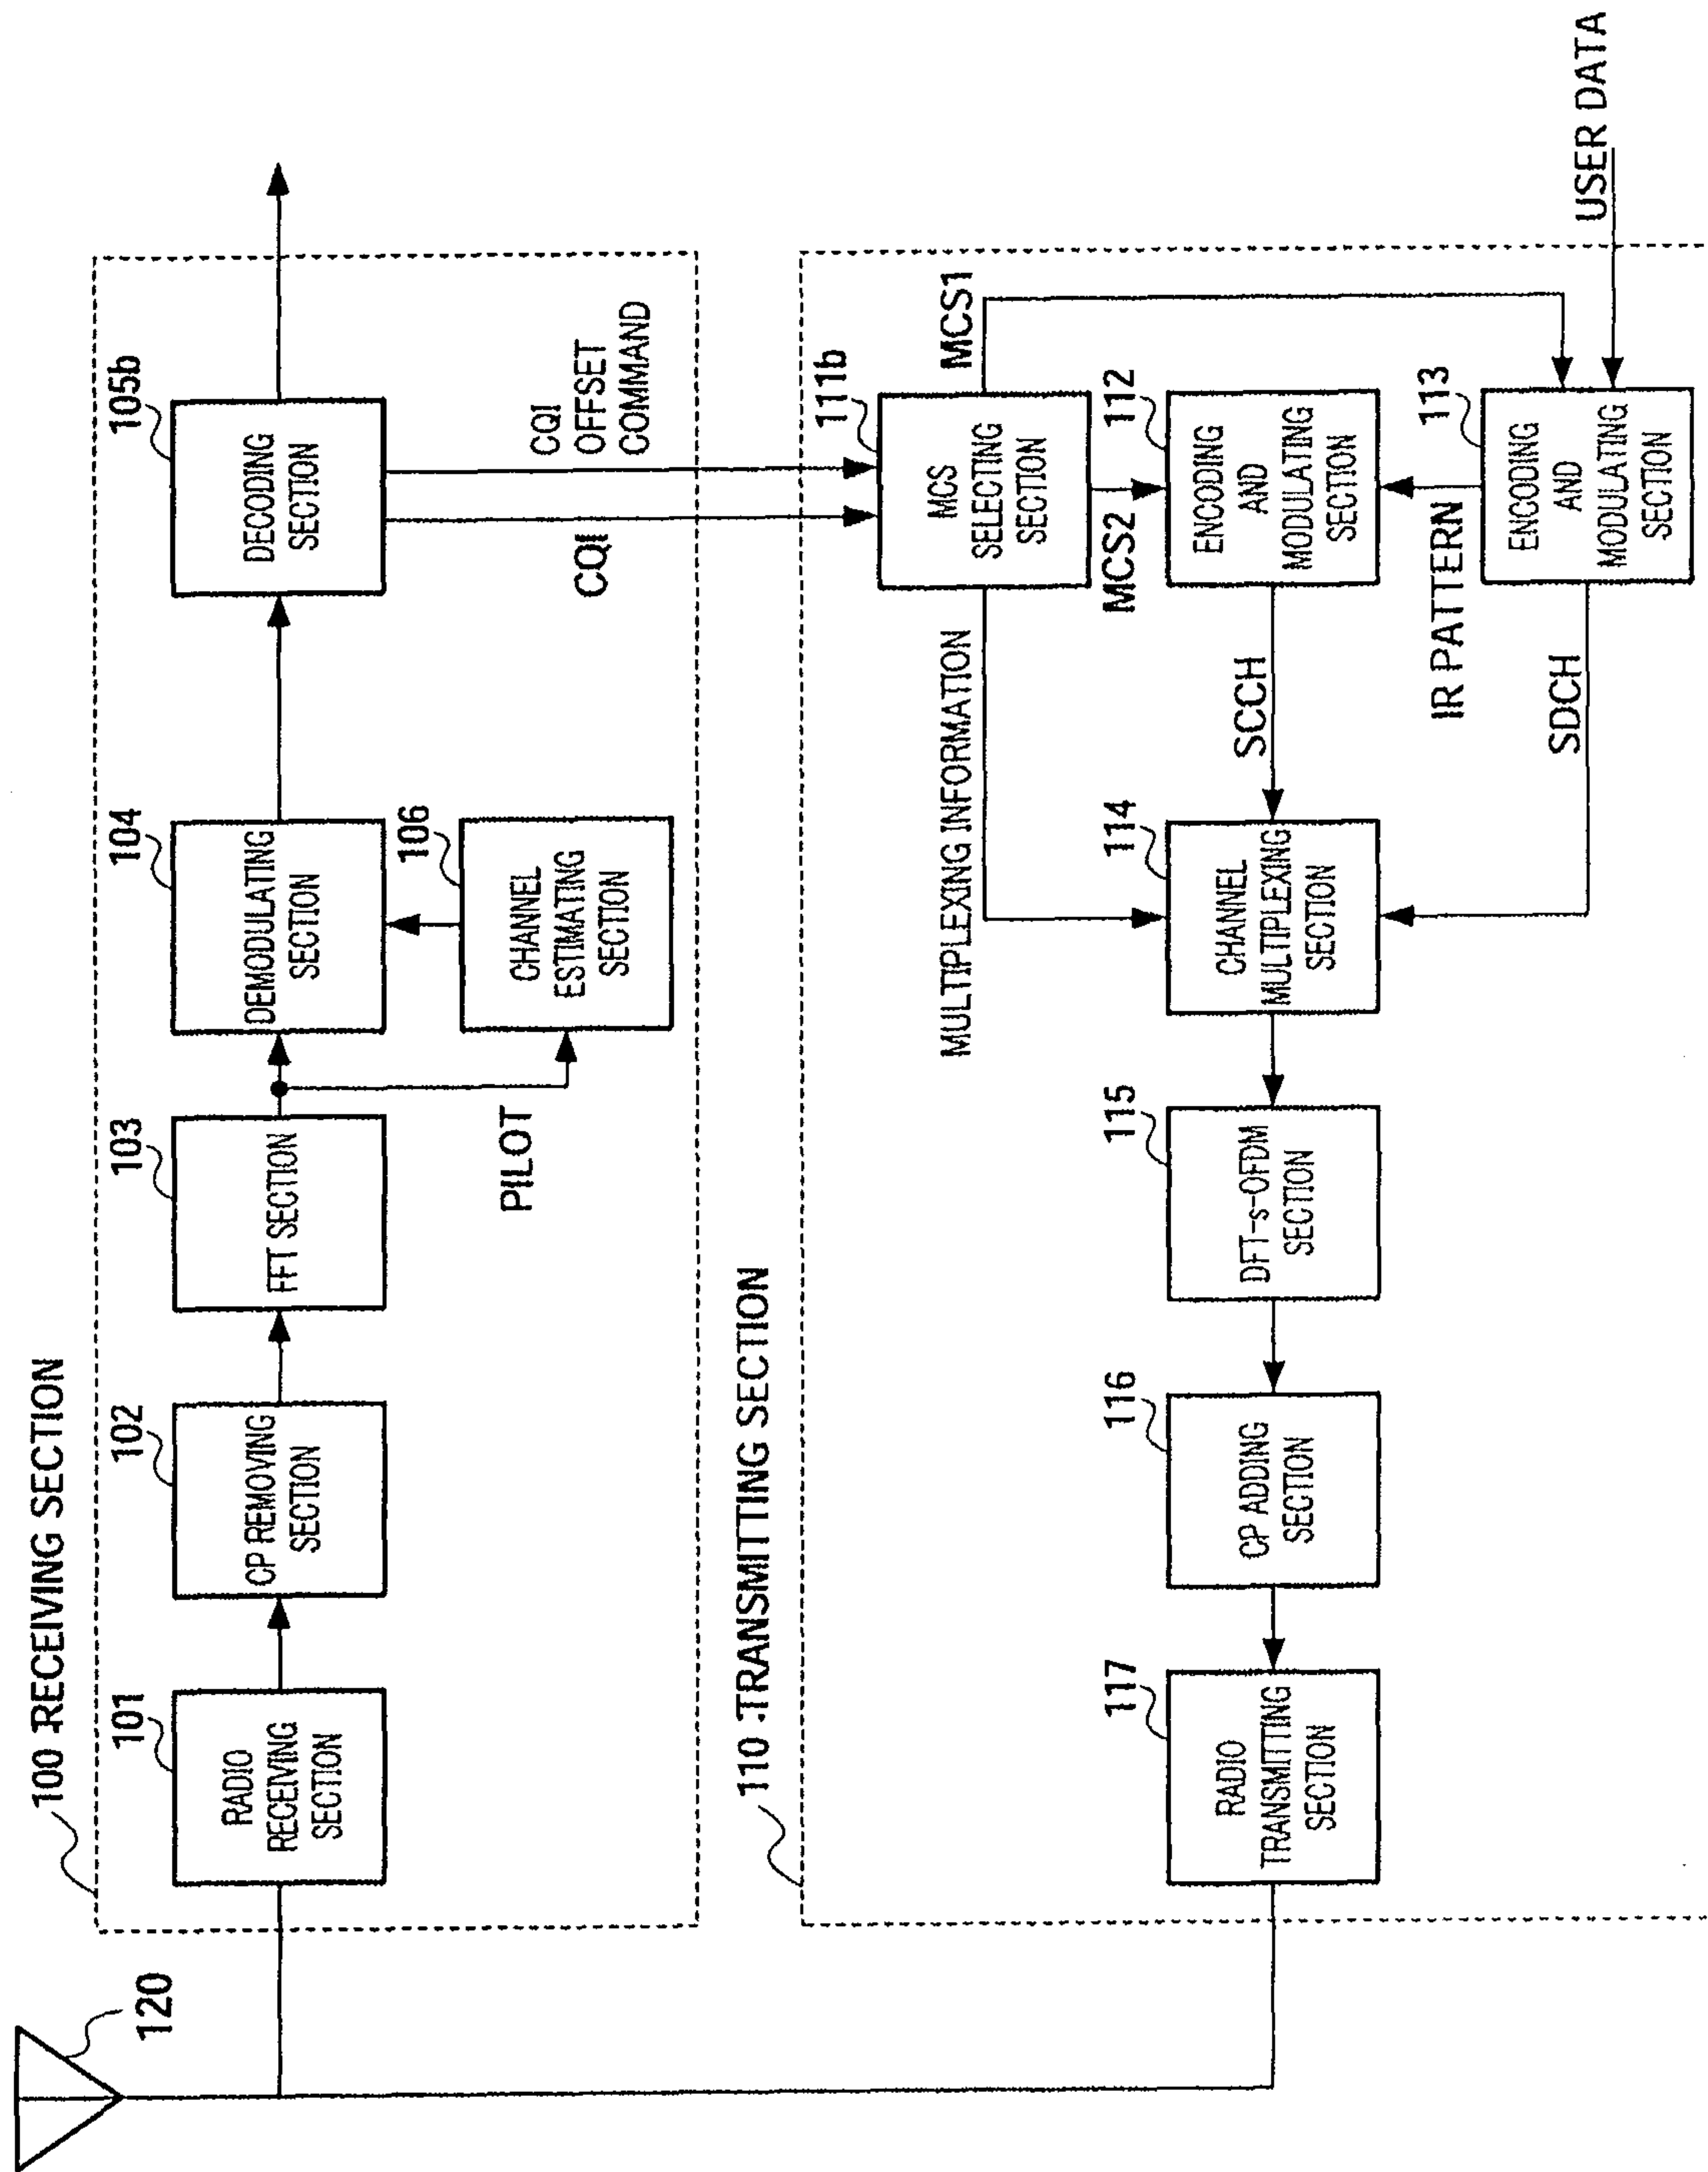 120
100 RECEIVING SECTION
101
RADIO
RECEIVING
SECTION
102
CP REMOVING
SECTION
103
FFT SECTION
PILOT
104
DEMODULATING
SECTION
106
CHANNEL
ESTIMATING
SECTION
105b
DECODING
SECTION
CQI
CQI
OFFSET
COMMAND
110 TRANSMITTING SECTION
117
RADIO
TRANSMITTING
SECTION
116
CP ADDING
SECTION
115
DFT-s-OFDM
SECTION
114
CHANNEL
MULTIPLEXING
SECTION
MULTIPLEXING INFORMATION
SCCH
SDCH
111b
MCS
SELECTING
SECTION
MCS1
MCS2
112
ENCODING
AND
MODULATING
SECTION
IR PATTERN
113
ENCODING
AND
MODULATING
SECTION
USER DATA